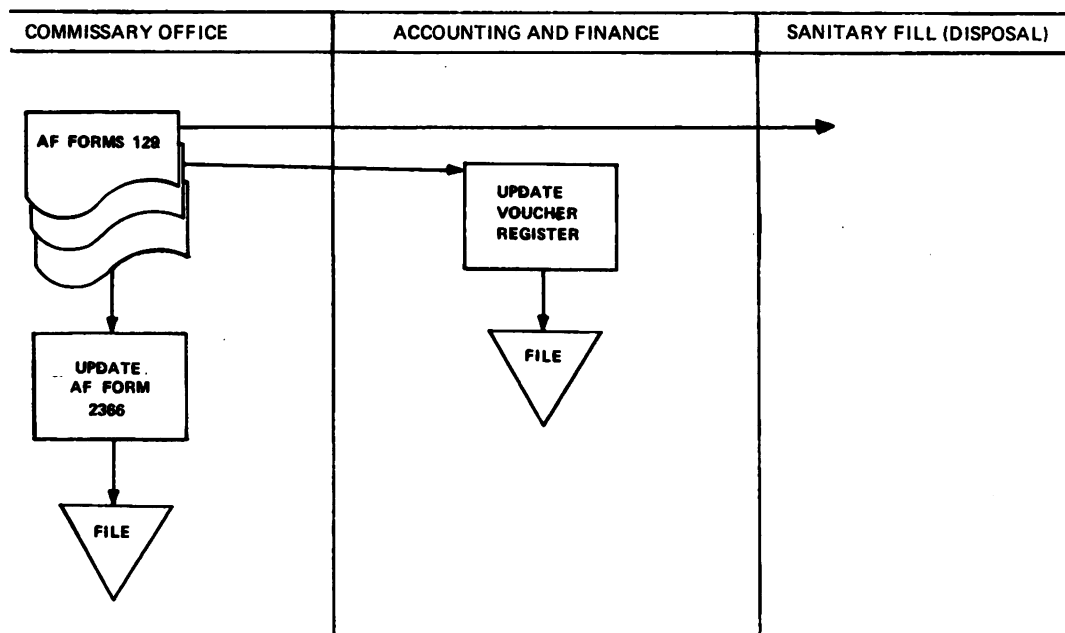 COMMISSARY OFFICE
ACCOUNTING AND FINANCE
SANITARY FILL (DISPOSAL)
AF FORMS 129
UPDATE
VOUCHER
REGISTER
FILE
UPDATE
AF FORM
2366
FILE